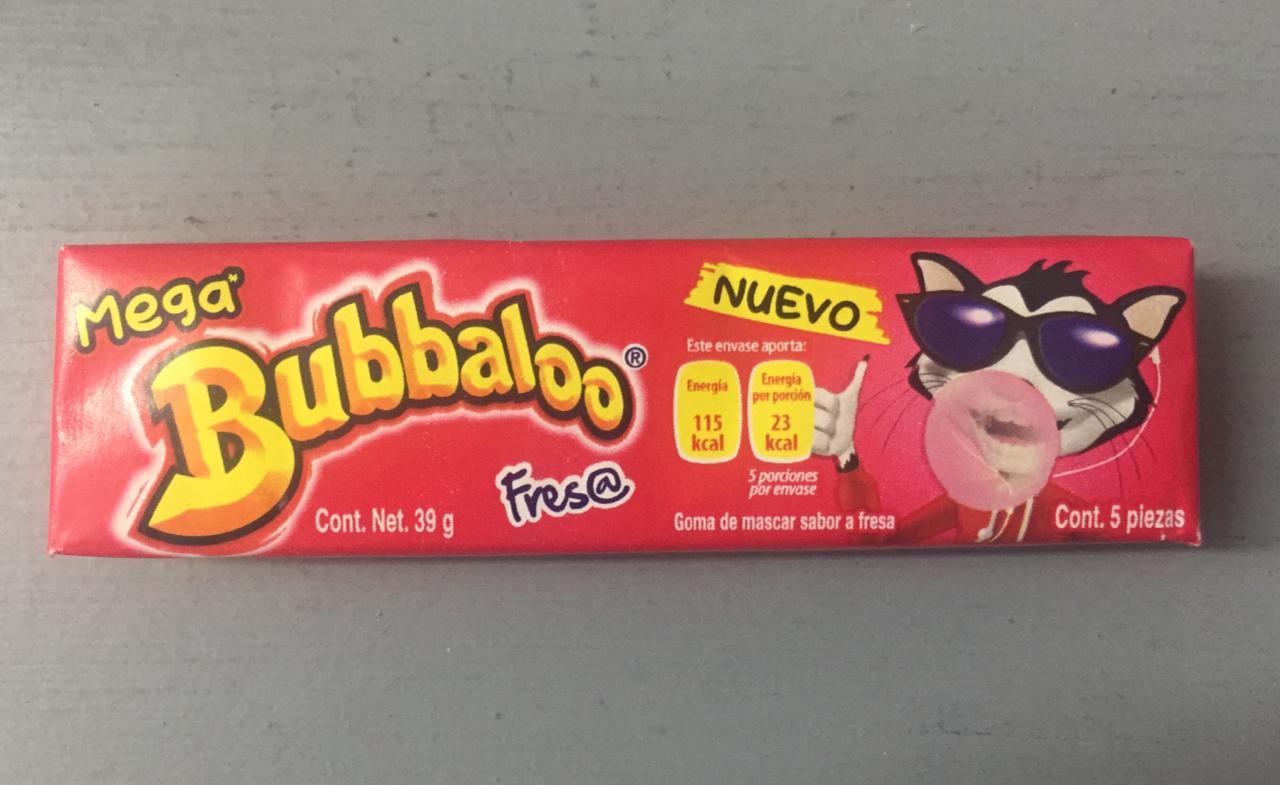 Mega*
Bubbaloo®
Fres@
Cont. Net. 39 g
NUEVO
Este envase aporta:
Energía
115
kcal
Energía
por porción
23
kcal
5 porciones
por envase
Goma de mascar sabor a fresa
Cont. 5 piezas